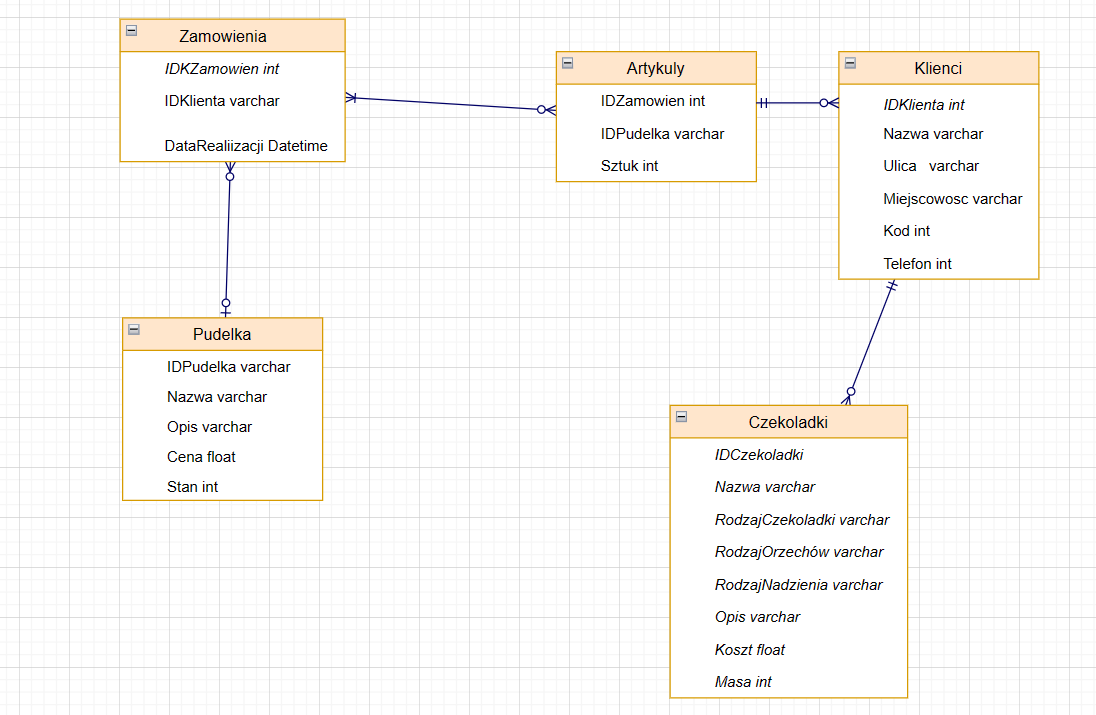 Zamowienia
IDKZamowien int
IDKlienta varchar
DataRealiizacji Datetime
Artykuly
IDZamowien int
IDPudelka varchar
Sztuk int
Klienci
IDKlienta int
Nazwa varchar
Ulica   varchar
Miejscowosc varchar
Kod int
Telefon int
Pudelka
IDPudelka varchar
Nazwa varchar
Opis varchar
Cena float
Stan int
Czekoladki
IDCzekoladki
Nazwa varchar
RodzajCzekoladki varchar
RodzajOrzechów varchar
RodzajNadzienia varchar
Opis varchar
Koszt float
Masa int